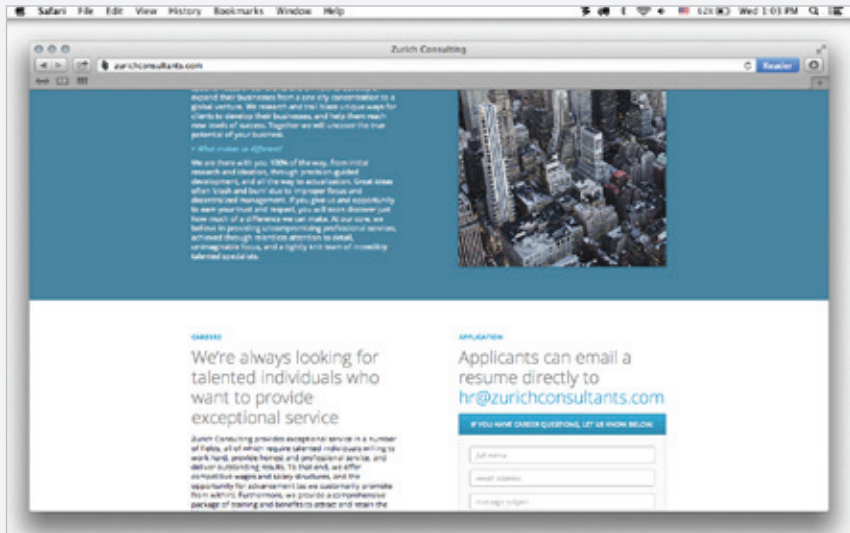 Safari File Edit View History Bookmarks Window Help
62% Wed 1:03 PM
Zurich Consulting
zurichconsultants.com
Reader
expand their businesses from a one city concentration to a
global venture. We research and trail blaze unique ways for
clients to develop their businesses, and help them reach
new levels of success. Together we will uncover the true
potential of your business.
+ What makes us different?
We are there with you 100% of the way, from initial
research and ideation, through precision guided
development, and all the way to actualization. Great ideas
often 'crash and burn' due to improper focus and
decentralized management. If you give us and opportunity
to earn your trust and respect, you will soon discover just
how much of a difference we can make. At our core, we
believe in providing uncompromising professional services,
achieved through relentless attention to detail,
unimaginable focus, and a tightly knit team of incredibly
talented specialists.
CAREERS
We're always looking for
talented individuals who
want to provide
exceptional service
Zurich Consulting provides exceptional service in a number
of fields, all of which require talented individuals willing to
work hard, provide honest and professional service, and
deliver outstanding results. To that end, we offer
competitive wages and salary structures, and the
opportunity for advancement (as we customarily promote
from within). Furthermore, we provide a comprehensive
package of training and benefits to attract and retain the
APPLICATION
Applicants can email a
resume directly to
hr@zurichconsultants.com
IF YOU HAVE CAREER QUESTIONS, LET US KNOW BELOW:
full name
email address
message subject